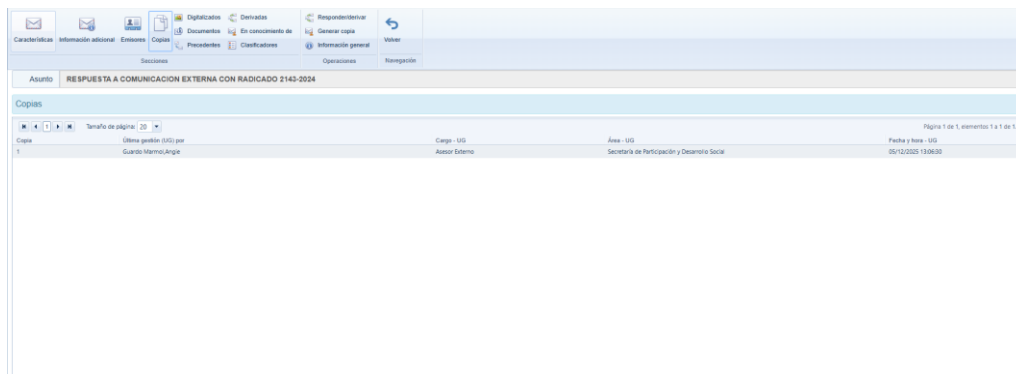 Digitalizados Derivadas Responder/derivar
Documentos En conocimiento de Generar copia
Características Información adicional Emisores Copias Precedentes Clasificadores Información general Volver
Secciones Operaciones Navegación
Asunto RESPUESTA A COMUNICACION EXTERNA CON RADICADO 2143-2024
Copias
1 Tamaño de página: 20 Página 1 de 1, elementos 1 a 1 de 1.
Copia Última gestión (UG) por Cargo - UG Área - UG Fecha y hora - UG
1 Guardo Marmol,Angie Asesor Externo Secretaría de Participación y Desarrollo Social 05/12/2025 13:06:30